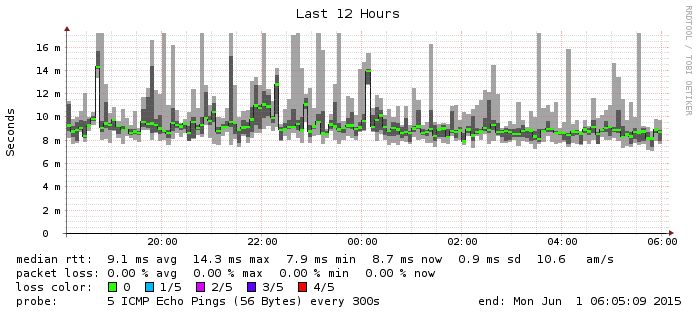 Last 12 Hours
RRDTOOL / TOBI OETIKER
Seconds
16 m
14 m
12 m
10 m
8 m
6 m
4 m
2 m
0
20:00 22:00 00:00 02:00 04:00 06:00
median rtt: 9.1 ms avg 14.3 ms max 7.9 ms min 8.7 ms now 0.9 ms sd 10.6 am/s
packet loss: 0.00 % avg 0.00 % max 0.00 % min 0.00 % now
loss color: 0 1/5 2/5 3/5 4/5
probe: 5 ICMP Echo Pings (56 Bytes) every 300s end: Mon Jun 1 06:05:09 2015